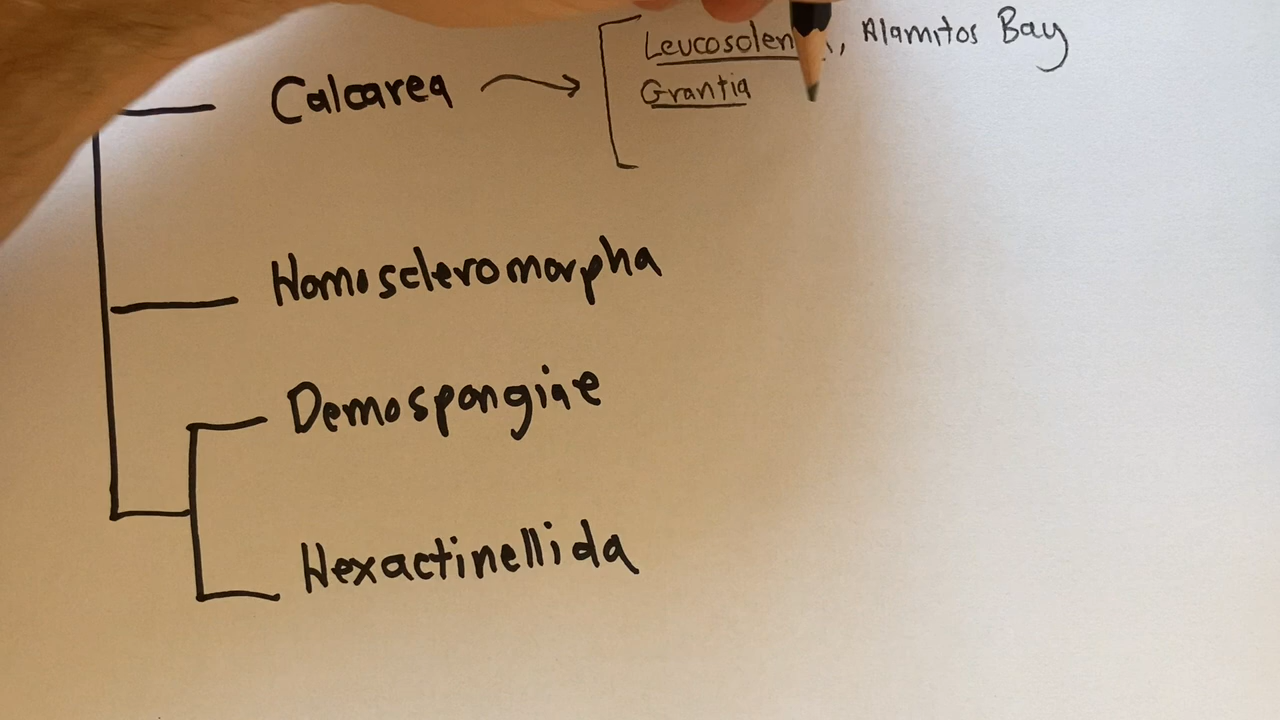 Calcarea
Leucosolen , Alamitos Bay
Grantia
Homoscleromorpha
Demospongiae
Hexactinellida